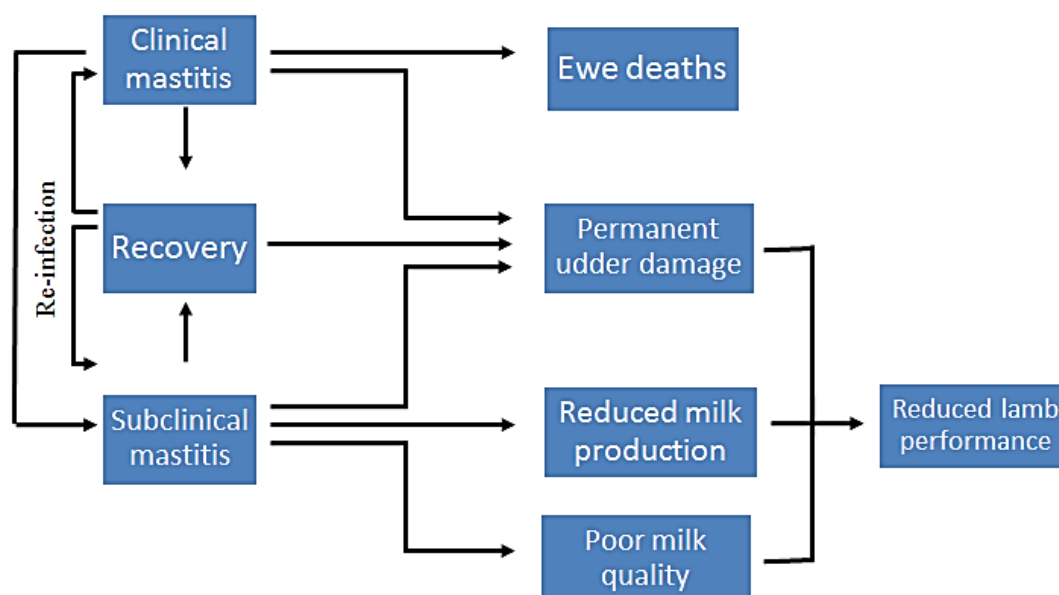 Clinical
mastitis
Ewe deaths
Re-infection
Recovery
Permanent
udder damage
Subclinical
mastitis
Reduced milk
production
Reduced lamb
performance
Poor milk
quality